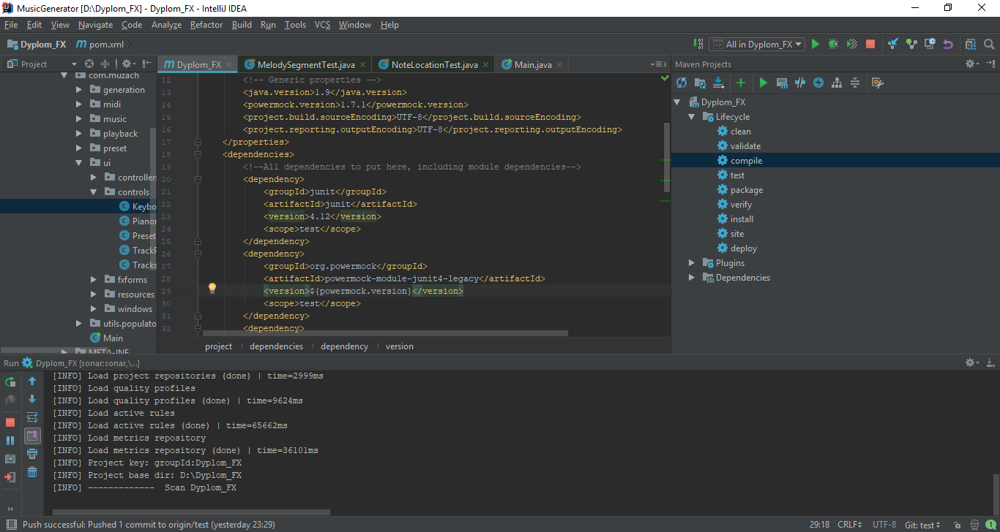 MusicGenerator [D:\Dyplom_FX] - Dyplom_FX - IntelliJ IDEA
File Edit View Navigate Code Analyze Refactor Build Run Tools VCS Window Help
Dyplom_FX m pom.xml
All in Dyplom_FX
Project
m Dyplom_FX MelodySegmentTest.java NoteLocationTest.java Main.java
Maven Projects
com.muzach
generation
midi
music
playback
preset
ui
controller
controls
Keybo
Piano
Preset
Track
Tracks
fxforms
resources
windows
utils.populato
Main
META-INF
12 <!-- Generic properties -->
13 <java.version>1.9</java.version>
14 <powermock.version>1.7.1</powermock.version>
15 <project.build.sourceEncoding>UTF-8</project.build.sourceEncoding>
16 <project.reporting.outputEncoding>UTF-8</project.reporting.outputEncoding>
17 </properties>
18 <dependencies>
19 <!--All dependencies to put here, including module dependencies-->
20 <dependency>
21 <groupId>junit</groupId>
22 <artifactId>junit</artifactId>
23 <version>4.12</version>
24 <scope>test</scope>
25 </dependency>
26 <dependency>
27 <groupId>org.powermock</groupId>
28 <artifactId>powermock-module-junit4-legacy</artifactId>
29 <version>${powermock.version}</version>
30 <scope>test</scope>
31 </dependency>
32 <dependency>
project dependencies dependency version
Dyplom_FX
Lifecycle
clean
validate
compile
test
package
verify
install
site
deploy
Plugins
Dependencies
Run Dyplom_FX [sonar:sonar,\...]
[INFO] Load project repositories (done) | time=2999ms
[INFO] Load quality profiles
[INFO] Load quality profiles (done) | time=9624ms
[INFO] Load active rules
[INFO] Load active rules (done) | time=65662ms
[INFO] Load metrics repository
[INFO] Load metrics repository (done) | time=36101ms
[INFO] Project key: groupId:Dyplom_FX
[INFO] Project base dir: D:\Dyplom_FX
[INFO] ------------- Scan Dyplom_FX
Push successful: Pushed 1 commit to origin/test (yesterday 23:29)
29:18 CRLF UTF-8 Git: test 1